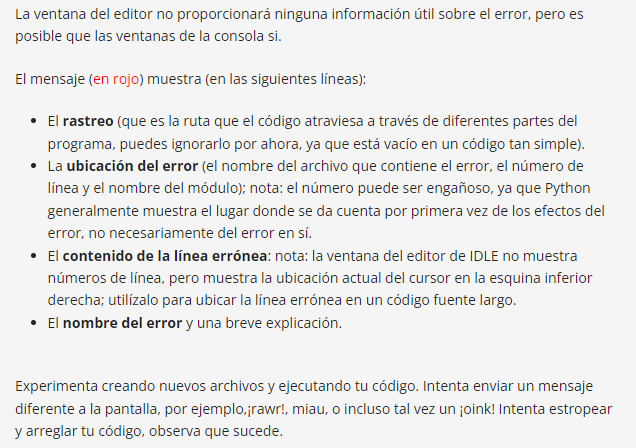 La ventana del editor no proporcionará ninguna información útil sobre el error, pero es
posible que las ventanas de la consola si.
El mensaje (en rojo) muestra (en las siguientes líneas):
• El rastreo (que es la ruta que el código atraviesa a través de diferentes partes del
programa, puedes ignorarlo por ahora, ya que está vacío en un código tan simple).
• La ubicación del error (el nombre del archivo que contiene el error, el número de
línea y el nombre del módulo); nota: el número puede ser engañoso, ya que Python
generalmente muestra el lugar donde se da cuenta por primera vez de los efectos del
error, no necesariamente del error en sí.
• El contenido de la línea errónea: nota: la ventana del editor de IDLE no muestra
números de línea, pero muestra la ubicación actual del cursor en la esquina inferior
derecha; utilízalo para ubicar la línea errónea en un código fuente largo.
• El nombre del error y una breve explicación.
Experimenta creando nuevos archivos y ejecutando tu código. Intenta enviar un mensaje
diferente a la pantalla, por ejemplo,¡rawr!, miau, o incluso tal vez un ¡oink! Intenta estropear
y arreglar tu código, observa que sucede.